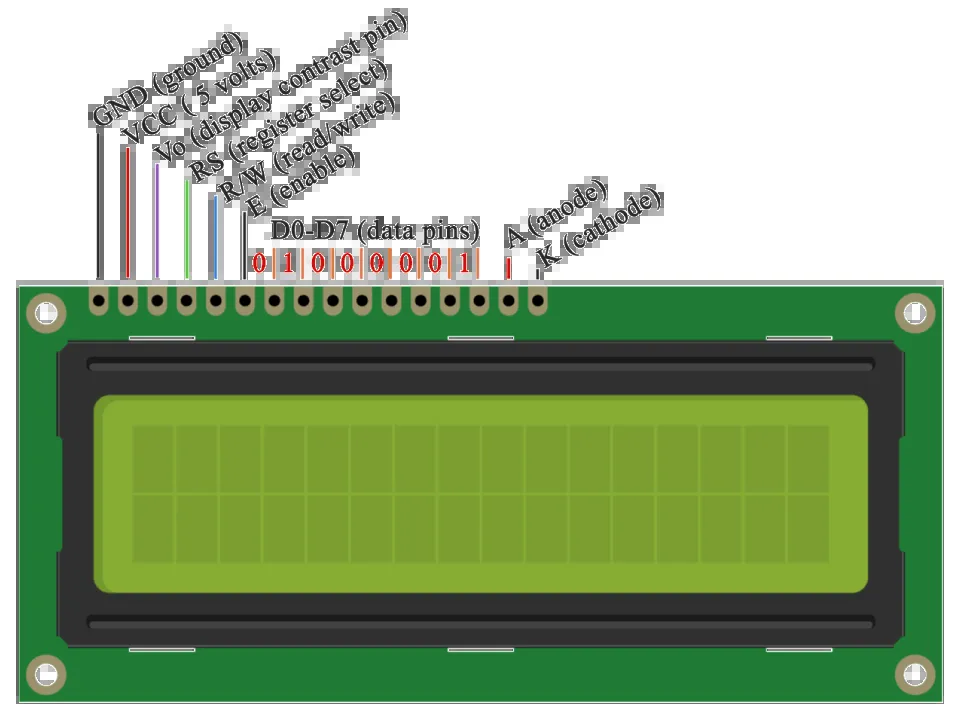 GND (ground)
VCC ( 5 volts)
Vo (display contrast pin)
RS (register select)
R/W (read/write)
E (enable)
D0-D7 (data pins)
0 1 0 0 0 0 0 1
A (anode)
K (cathode)